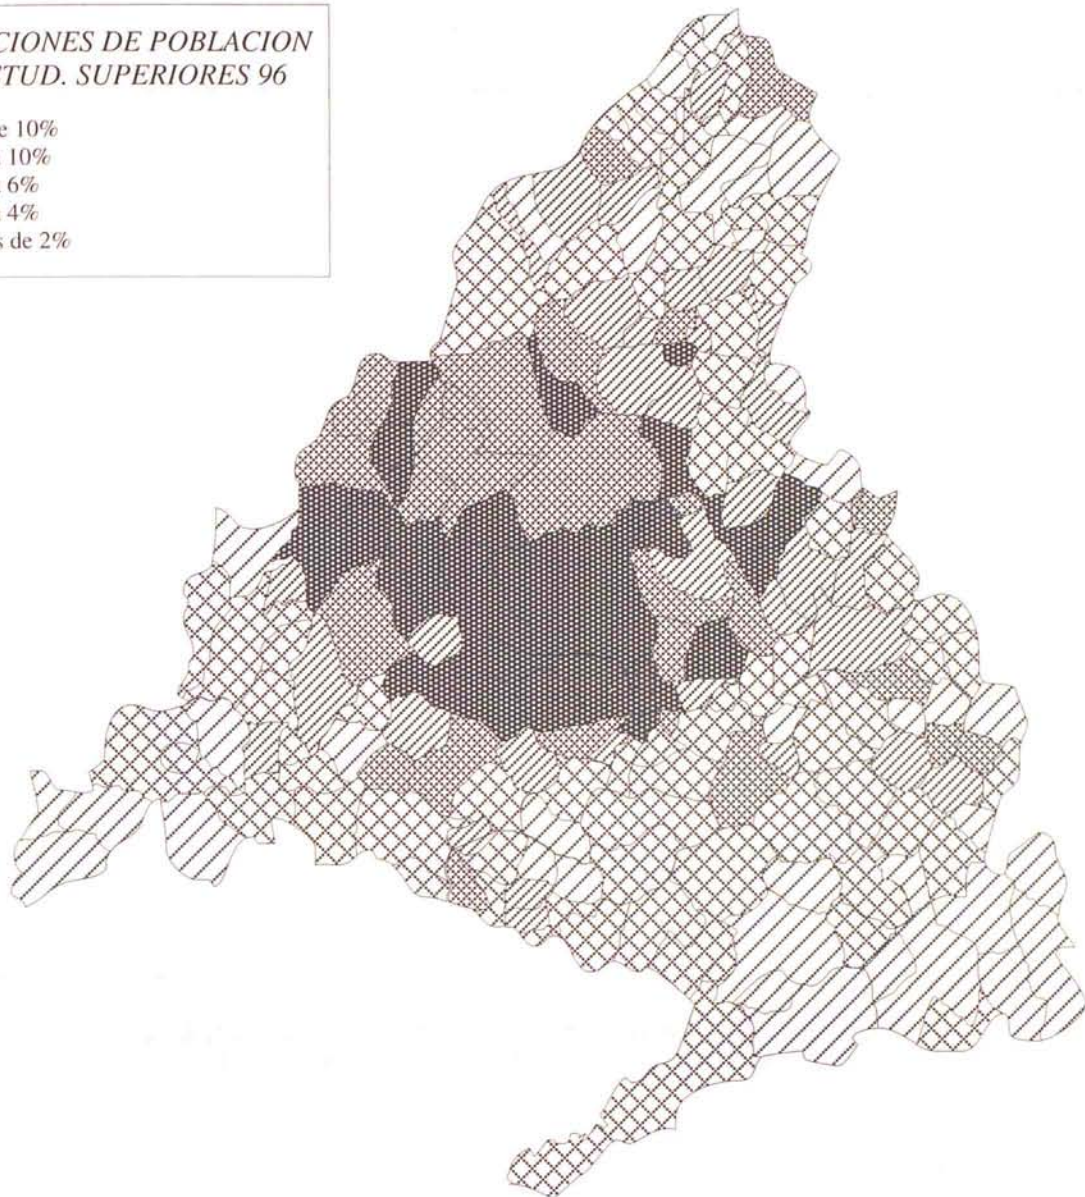 CIONES DE POBLACION
TUD. SUPERIORES 96
e 10%
10%
6%
4%
s de 2%